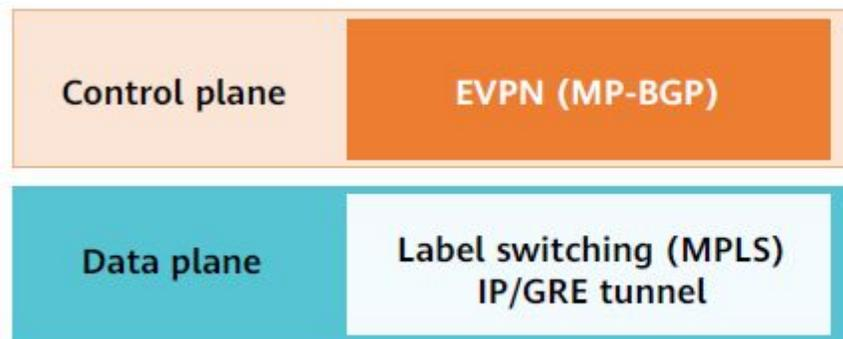 Control plane
EVPN (MP-BGP)
Data plane
Label switching (MPLS)
IP/GRE tunnel